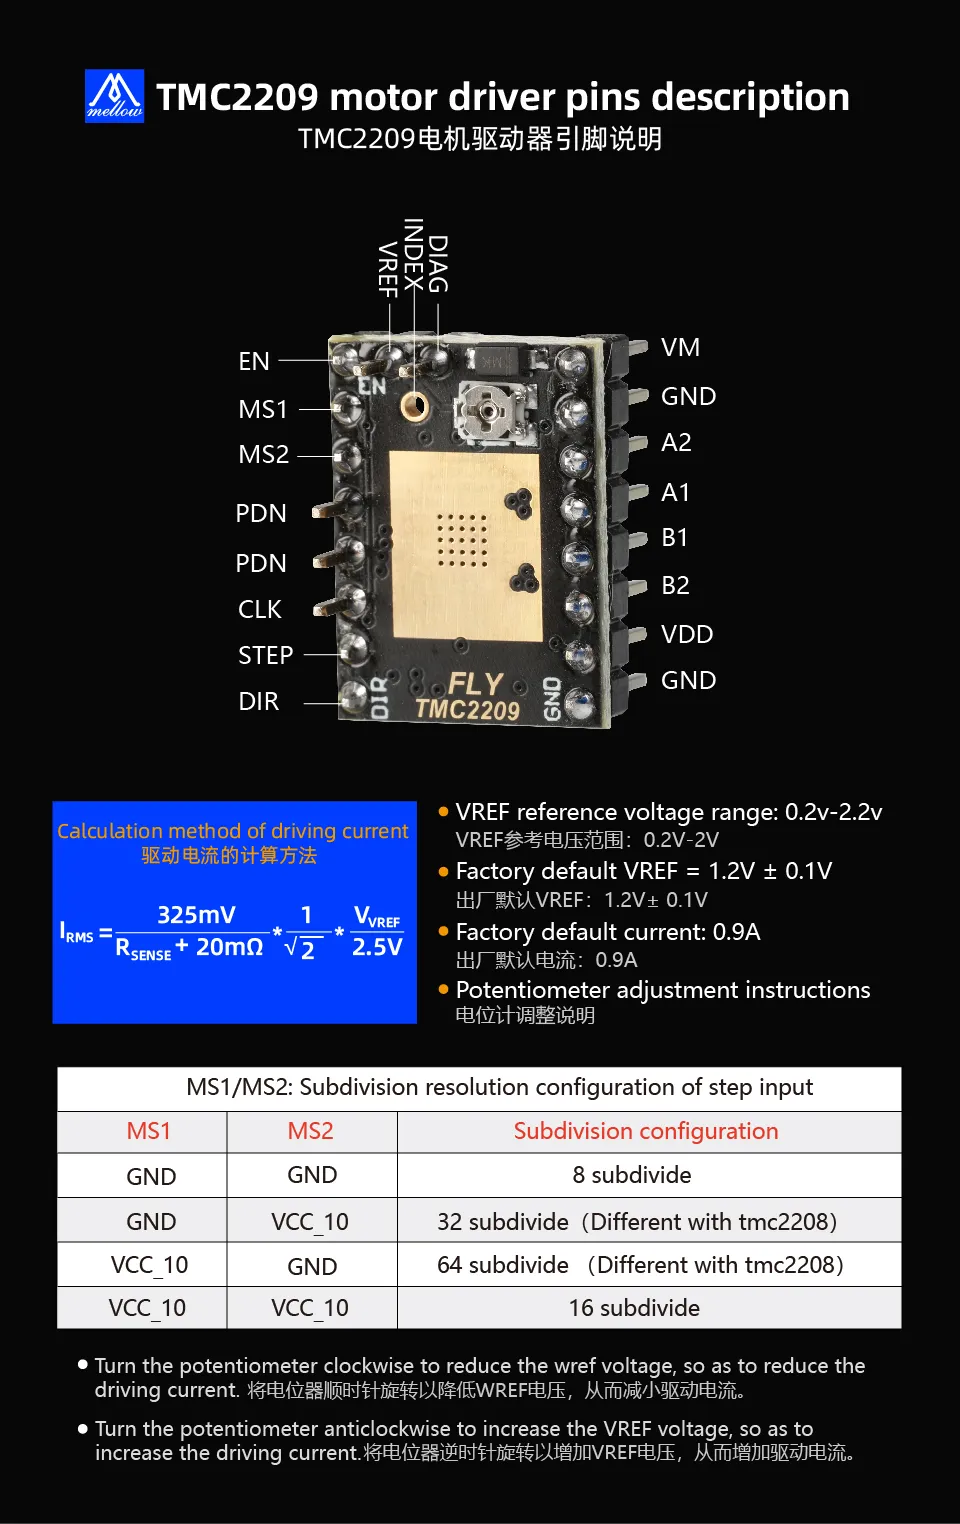 mellow
TMC2209 motor driver pins description
TMC2209电机驱动器引脚说明
VREF
INDEX
DIAG
EN
MS1
MS2
PDN
PDN
CLK
STEP
DIR
VM
GND
A2
A1
B1
B2
VDD
GND
EN
DIR
FLY
TMC2209
GND
Calculation method of driving current
驱动电流的计算方法
I_RMS = 325mV / (R_SENSE + 20mΩ) * 1/√2 * V_VREF / 2.5V
• VREF reference voltage range: 0.2v-2.2v
VREF参考电压范围：0.2V-2V
• Factory default VREF = 1.2V ± 0.1V
出厂默认VREF：1.2V± 0.1V
• Factory default current: 0.9A
出厂默认电流：0.9A
• Potentiometer adjustment instructions
电位计调整说明
MS1/MS2: Subdivision resolution configuration of step input
MS1 MS2 Subdivision configuration
GND GND 8 subdivide
GND VCC_10 32 subdivide（Different with tmc2208）
VCC_10 GND 64 subdivide （Different with tmc2208）
VCC_10 VCC_10 16 subdivide
• Turn the potentiometer clockwise to reduce the wref voltage, so as to reduce the
driving current. 将电位器顺时针旋转以降低WREF电压，从而减小驱动电流。
• Turn the potentiometer anticlockwise to increase the VREF voltage, so as to
increase the driving current.将电位器逆时针旋转以增加VREF电压，从而增加驱动电流。